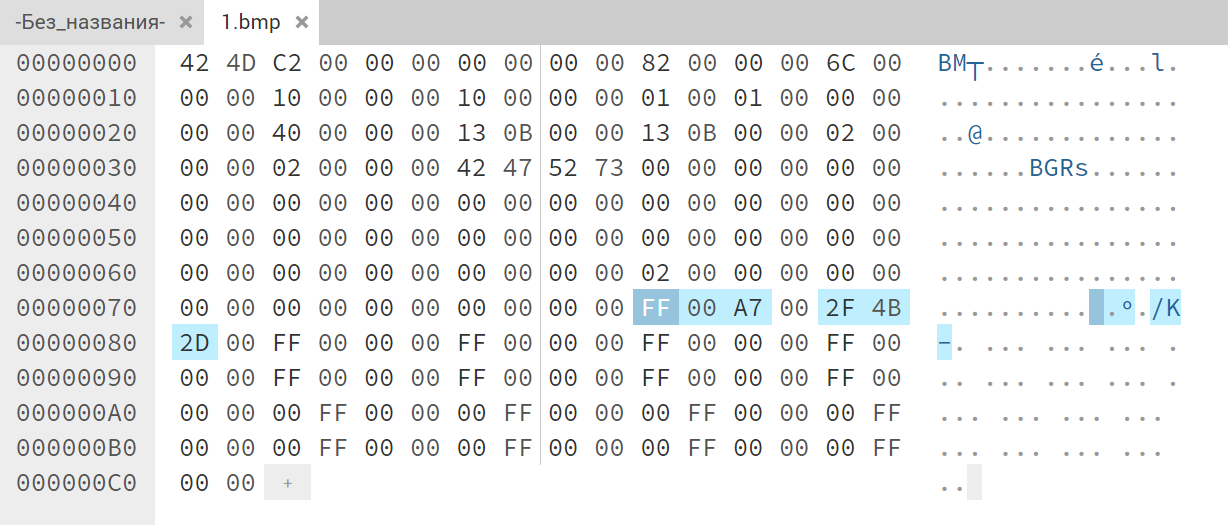 -Без_названия- × 1.bmp ×
00000000 42 4D C2 00 00 00 00 00 00 00 82 00 00 00 6C 00 BM┬.......é...l.
00000010 00 00 10 00 00 00 10 00 00 00 01 00 01 00 00 00 ................
00000020 00 00 40 00 00 00 13 0B 00 00 13 0B 00 00 02 00 ..@.............
00000030 00 00 02 00 00 00 42 47 52 73 00 00 00 00 00 00 ......BGRs......
00000040 00 00 00 00 00 00 00 00 00 00 00 00 00 00 00 00 ................
00000050 00 00 00 00 00 00 00 00 00 00 00 00 00 00 00 00 ................
00000060 00 00 00 00 00 00 00 00 00 00 02 00 00 00 00 00 ................
00000070 00 00 00 00 00 00 00 00 00 00 FF 00 A7 00 2F 4B .......... .º./K
00000080 2D 00 FF 00 00 00 FF 00 00 00 FF 00 00 00 FF 00 -. ... ... ... .
00000090 00 00 FF 00 00 00 FF 00 00 00 FF 00 00 00 FF 00 .. ... ... ... .
000000A0 00 00 00 FF 00 00 00 FF 00 00 00 FF 00 00 00 FF ... ... ... ...
000000B0 00 00 00 FF 00 00 00 FF 00 00 00 FF 00 00 00 FF ... ... ... ...
000000C0 00 00 + ..